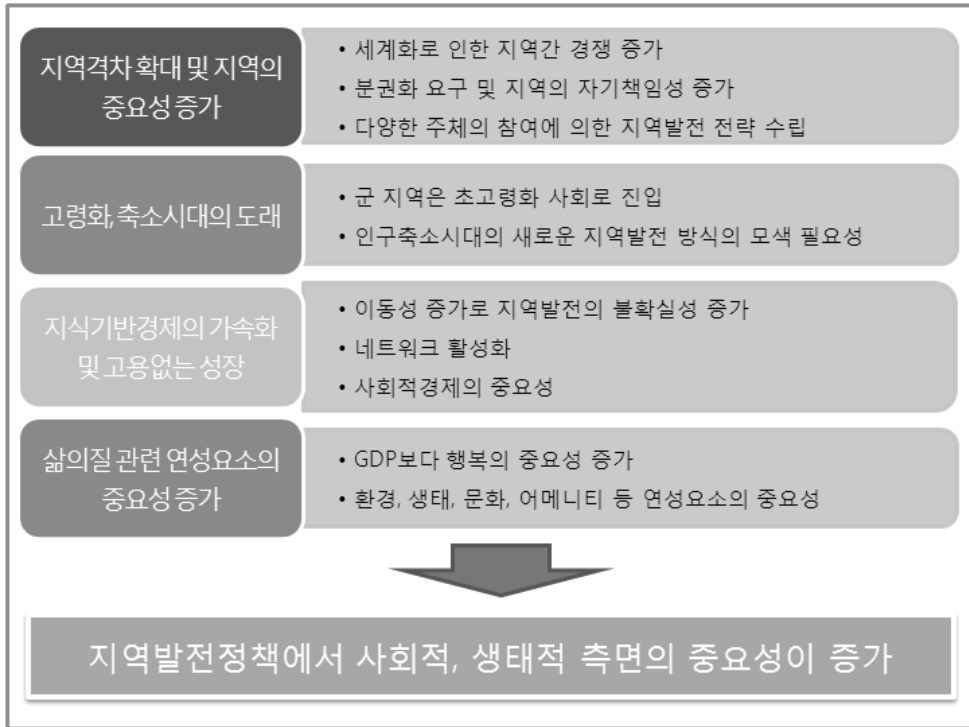 지역격차 확대 및 지역의
중요성 증가
• 세계화로 인한 지역간 경쟁 증가
• 분권화 요구 및 지역의 자기책임성 증가
• 다양한 주체의 참여에 의한 지역발전 전략 수립
고령화, 축소시대의 도래
• 군 지역은 초고령화 사회로 진입
• 인구축소시대의 새로운 지역발전 방식의 모색 필요성
지식기반경제의 가속화
및 고용없는 성장
• 이동성 증가로 지역발전의 불확실성 증가
• 네트워크 활성화
• 사회적경제의 중요성
삶의질 관련 연성요소의
중요성 증가
• GDP보다 행복의 중요성 증가
• 환경, 생태, 문화, 어메니티 등 연성요소의 중요성
지역발전정책에서 사회적, 생태적 측면의 중요성이 증가